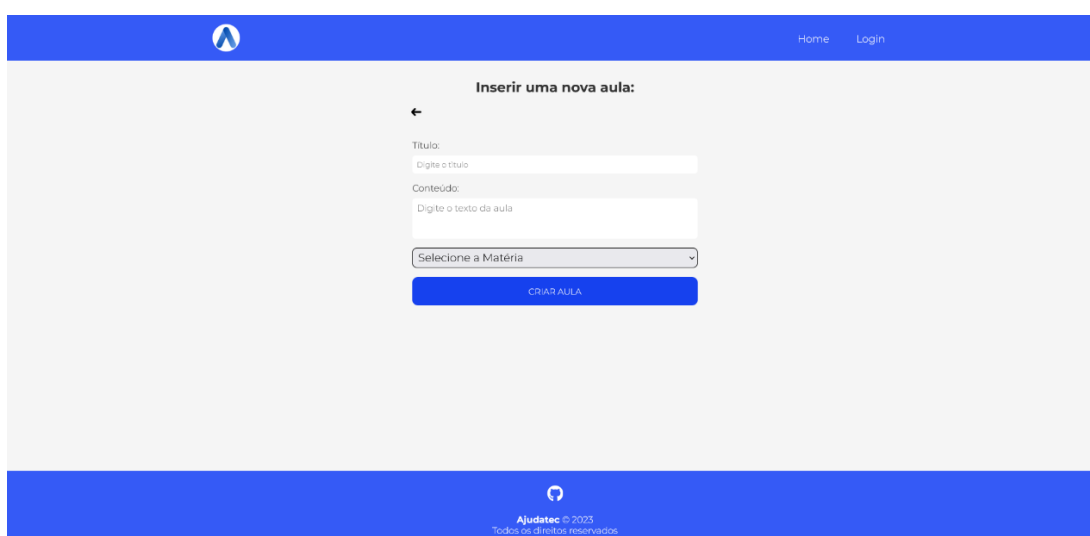 Home Login
Inserir uma nova aula:
Título:
Digite o título
Conteúdo:
Digite o texto da aula
Selecione a Matéria
CRIAR AULA
Ajudatec © 2023
Todos os direitos reservados